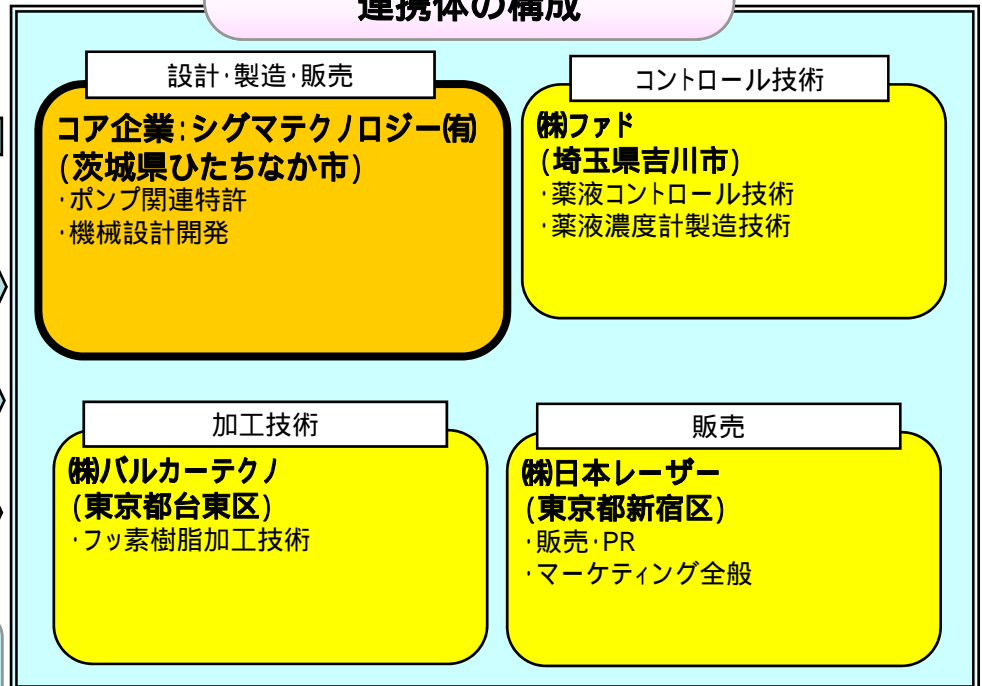 連携体の構成
設計・製造・販売
コア企業:シグマテクノロジー㈲
(茨城県ひたちなか市)
・ポンプ関連特許
・機械設計開発
コントロール技術
㈱ファド
(埼玉県吉川市)
・薬液コントロール技術
・薬液濃度計製造技術
加工技術
㈱バルカーテクノ
(東京都台東区)
・フッ素樹脂加工技術
販売
㈱日本レーザー
(東京都新宿区)
・販売・PR
・マーケティング全般